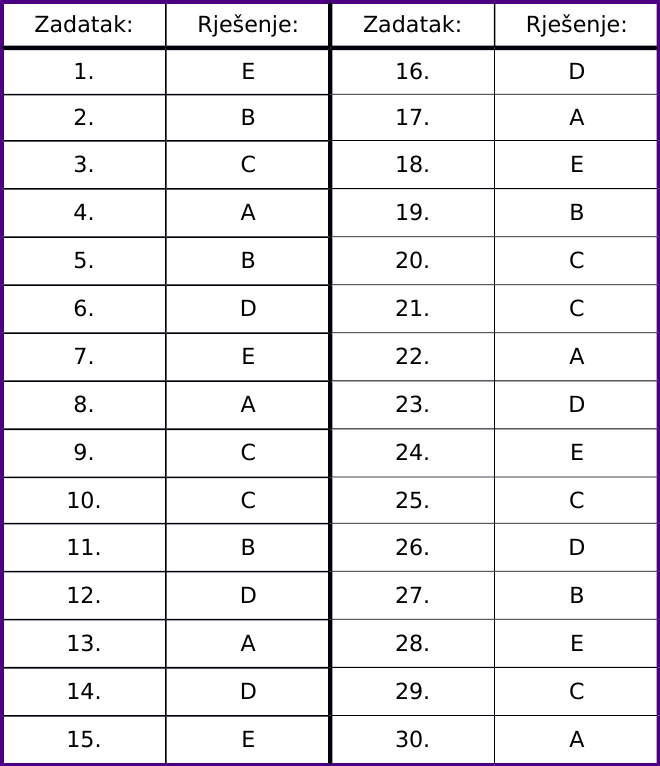 Zadatak: Rješenje: Zadatak: Rješenje:
1. E 16. D
2. B 17. A
3. C 18. E
4. A 19. B
5. B 20. C
6. D 21. C
7. E 22. A
8. A 23. D
9. C 24. E
10. C 25. C
11. B 26. D
12. D 27. B
13. A 28. E
14. D 29. C
15. E 30. A